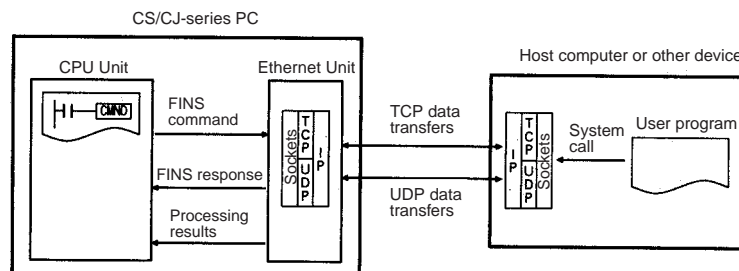 CS/CJ-series PC
CPU Unit
Ethernet Unit
Host computer or other device
CMND
FINS
command
FINS response
Processing
results
Sockets
TCP
UDP
IP
TCP data
transfers
UDP data
transfers
IP
TCP
UDP
Sockets
System
call
User program